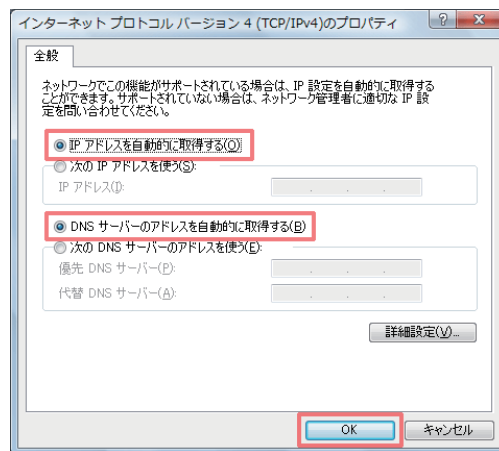 インターネット プロトコル バージョン 4 (TCP/IPv4)のプロパティ
全般
ネットワークでこの機能がサポートされている場合は、IP 設定を自動的に取得する
ことができます。サポートされていない場合は、ネットワーク管理者に適切な IP 設
定を問い合わせてください。
IP アドレスを自動的に取得する(O)
次の IP アドレスを使う(S):
IP アドレス(I):
DNS サーバーのアドレスを自動的に取得する(B)
次の DNS サーバーのアドレスを使う(E):
優先 DNS サーバー(P):
代替 DNS サーバー(A):
詳細設定(V)...
OK
キャンセル